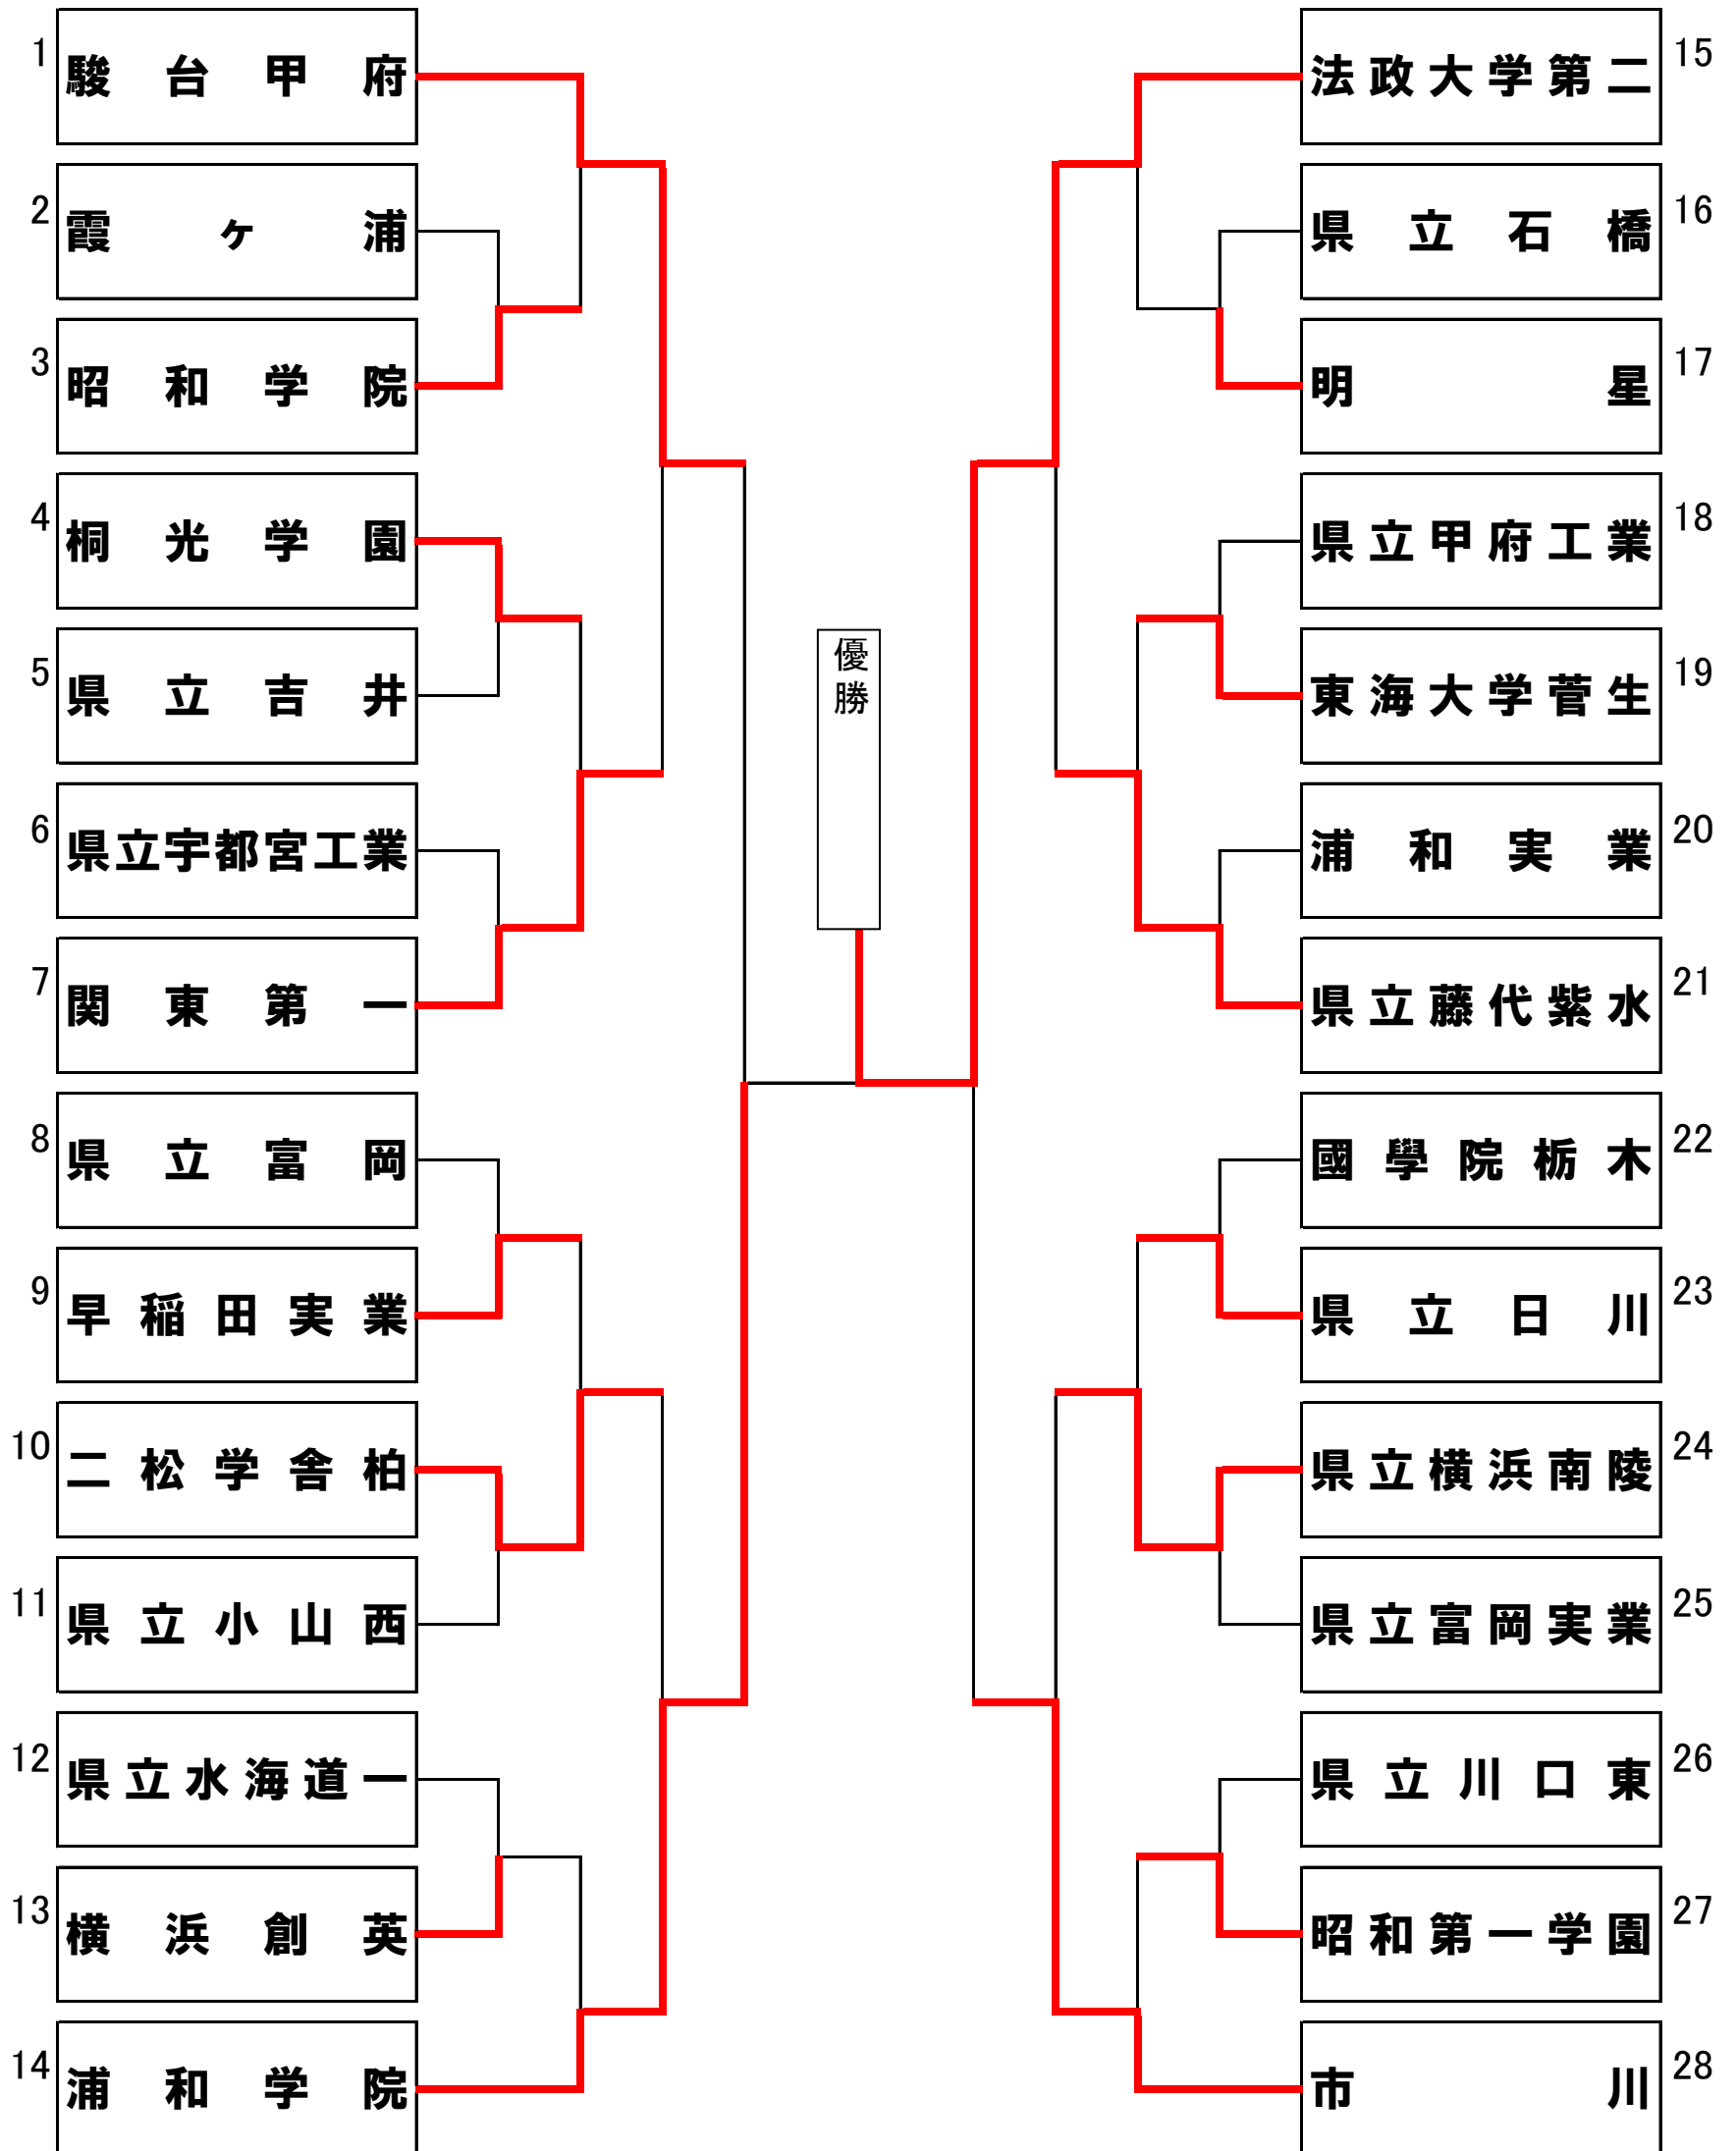 1 駿台甲府
2 霞ヶ浦
3 昭和学院
4 桐光学園
5 県立吉井
6 県立宇都宮工業
7 関東第一
8 県立富岡
9 早稲田実業
10 二松学舎柏
11 県立小山西
12 県立水海道一
13 横浜創英
14 浦和学院
優勝
法政大学第二 15
県立石橋 16
明星 17
県立甲府工業 18
東海大学菅生 19
浦和実業 20
県立藤代紫水 21
國學院栃木 22
県立日川 23
県立横浜南陵 24
県立富岡実業 25
県立川口東 26
昭和第一学園 27
市川 28